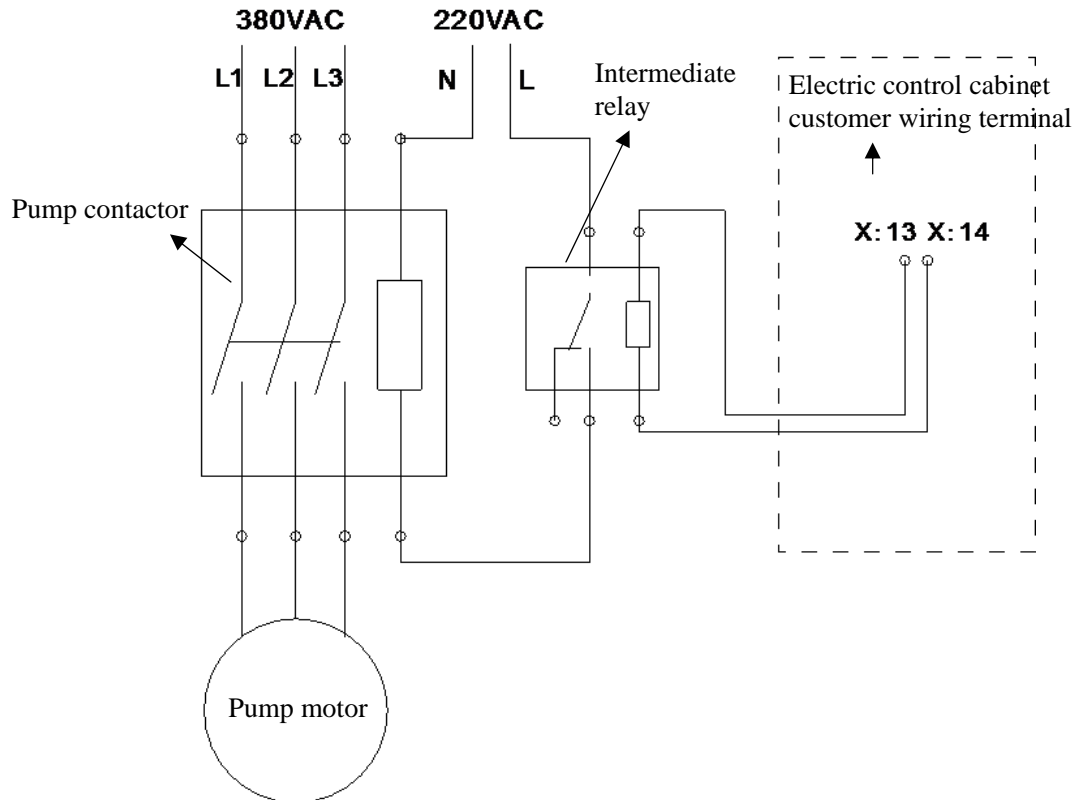 380VAC
220VAC
L1 L2 L3
N L
Intermediate
relay
Electric control cabinet
customer wiring terminal
Pump contactor
X:13 X:14
Pump motor